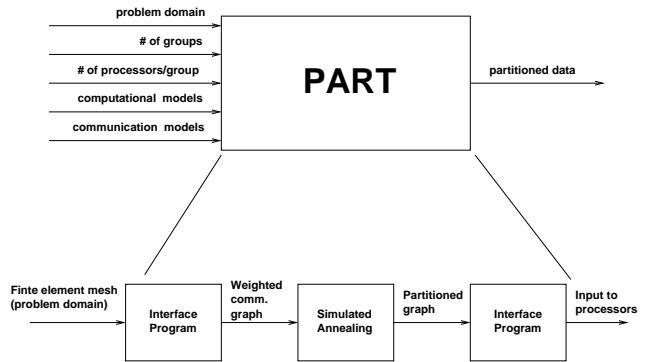 problem domain
# of groups
# of processors/group
computational models
communication models
PART
partitioned data
Finte element mesh
(problem domain)
Interface
Program
Weighted
comm.
graph
Simulated
Annealing
Partitioned
graph
Interface
Program
Input to
processors